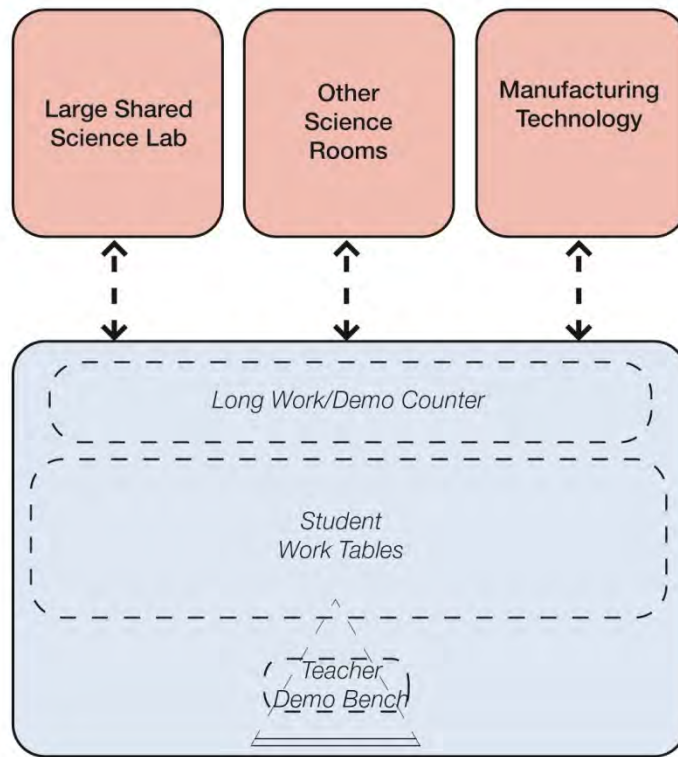 Large Shared
Science Lab
Other
Science
Rooms
Manufacturing
Technology
Long Work/Demo Counter
Student
Work Tables
Teacher
Demo Bench